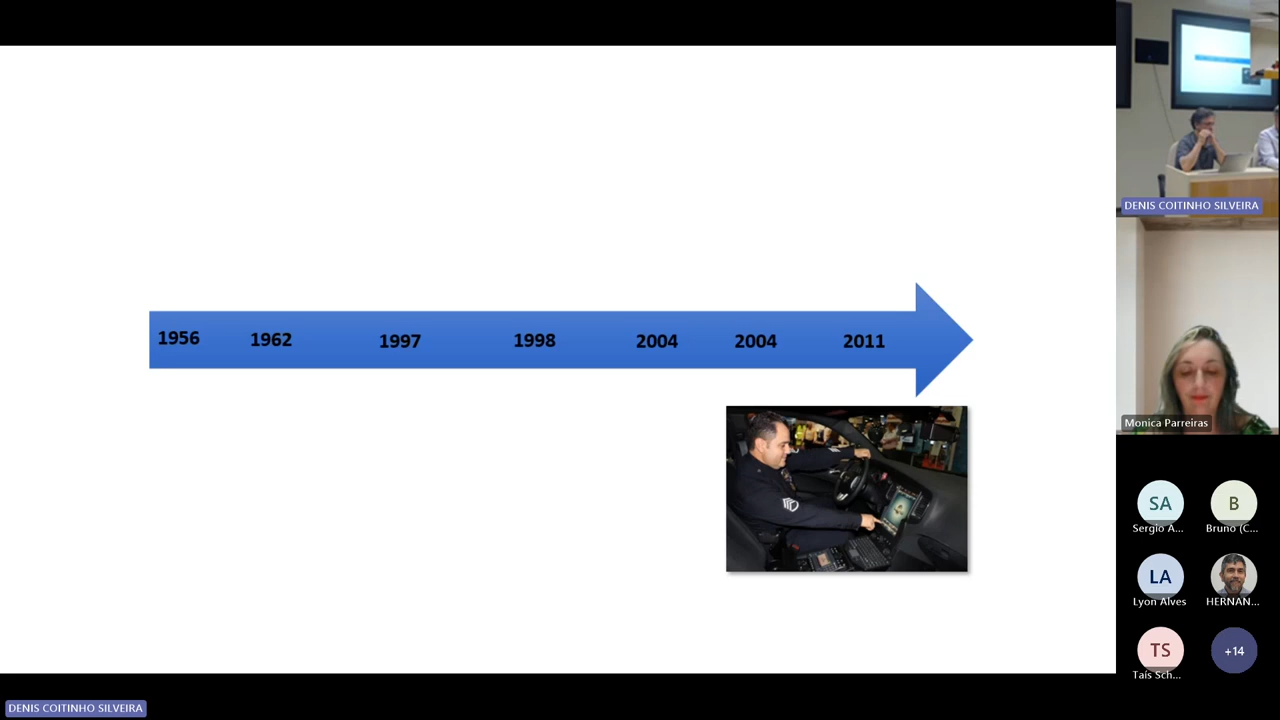 1956 1962 1997 1998 2004 2004 2011
DENIS COITINHO SILVEIRA
Monica Parreiras
SA B
Sergio A... Bruno (C...
LA
Lyon Alves HERNAN...
TS +14
Taís Sch...
DENIS COITINHO SILVEIRA